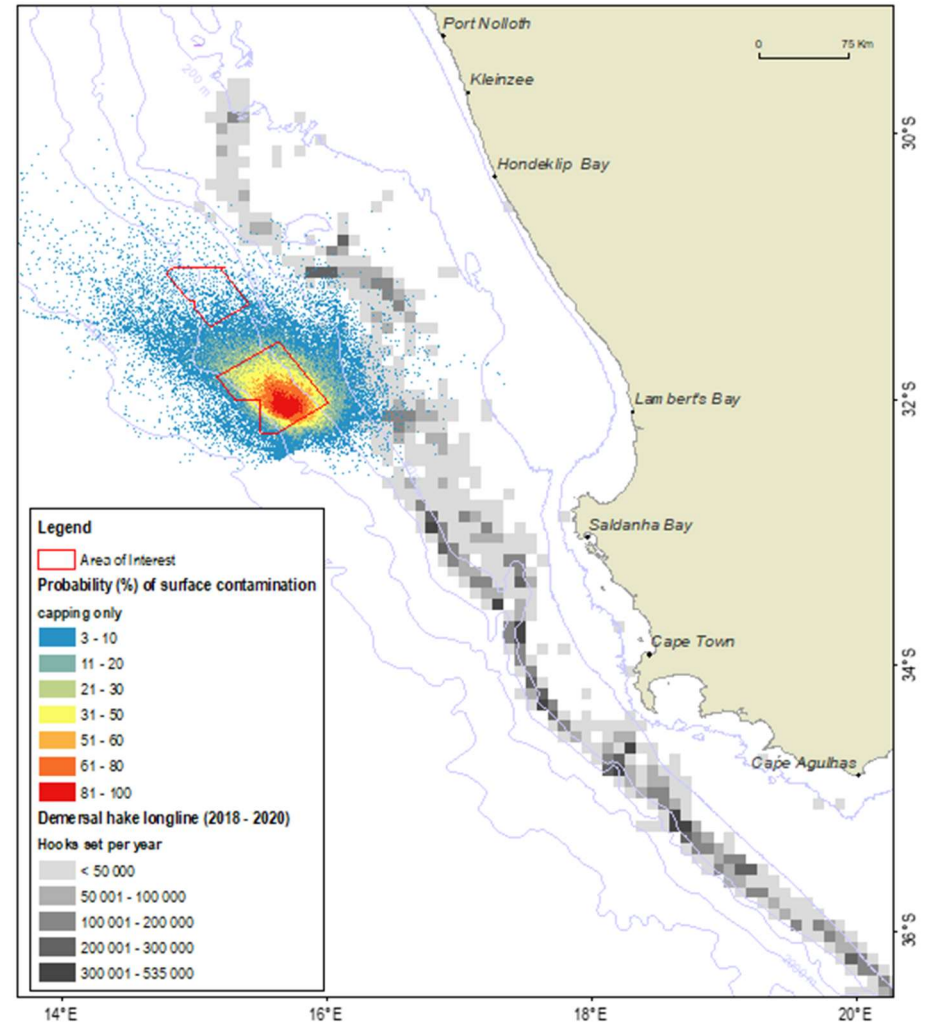 Port Nolloth
0 75 Km
Kleinzee
200 m
30°S
Hondeklip Bay
32°S
Lambert's Bay
Saldanha Bay
Cape Town
34°S
Cape Agulhas
36°S
Legend
Area of Interest
Probability (%) of surface contamination
capping only
3 - 10
11 - 20
21 - 30
31 - 50
51 - 60
61 - 80
81 - 100
Demersal hake longline (2018 - 2020)
Hooks set per year
< 50 000
50 001 - 100 000
100 001 - 200 000
200 001 - 300 000
300 001 - 535 000
14°E 16°E 18°E 20°E